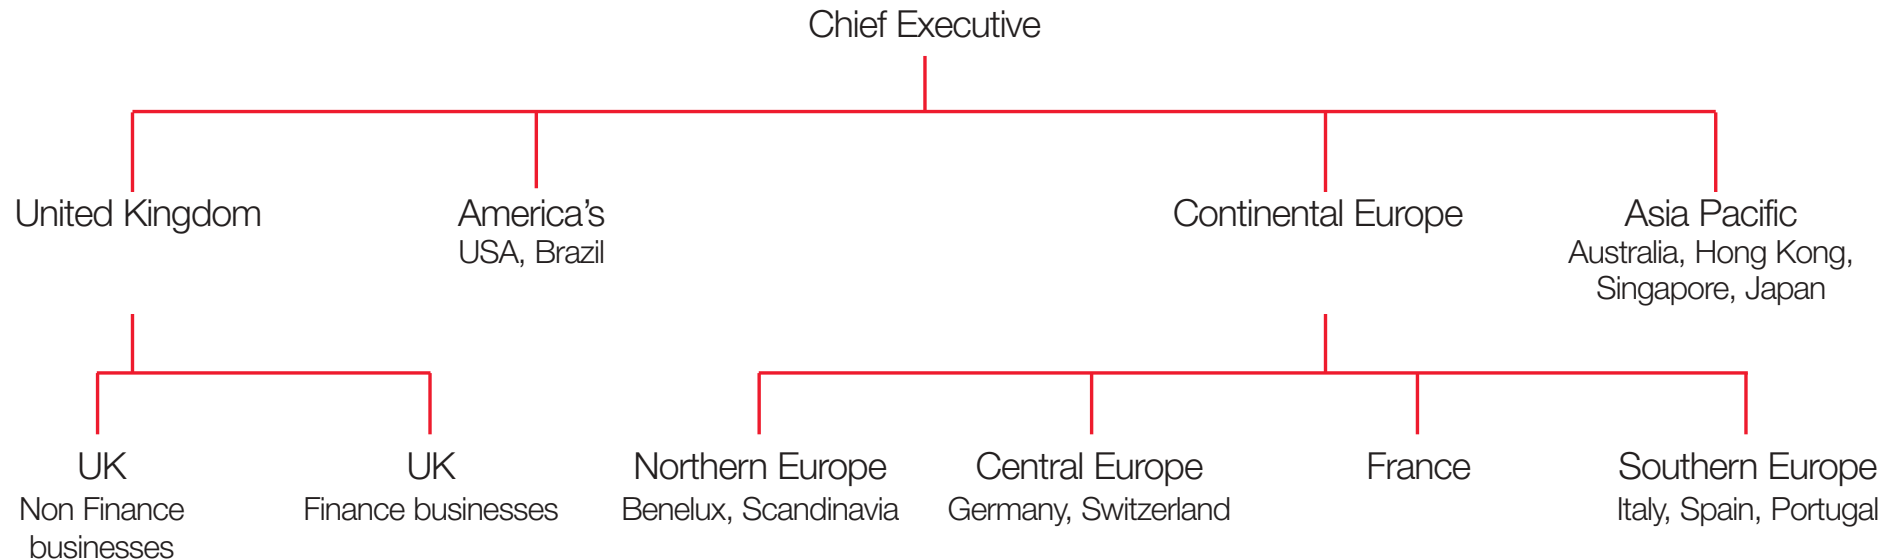 Chief Executive
United Kingdom
America's
USA, Brazil
Continental Europe
Asia Pacific
Australia, Hong Kong,
Singapore, Japan
UK
Non Finance
businesses
UK
Finance businesses
Northern Europe
Benelux, Scandinavia
Central Europe
Germany, Switzerland
France
Southern Europe
Italy, Spain, Portugal